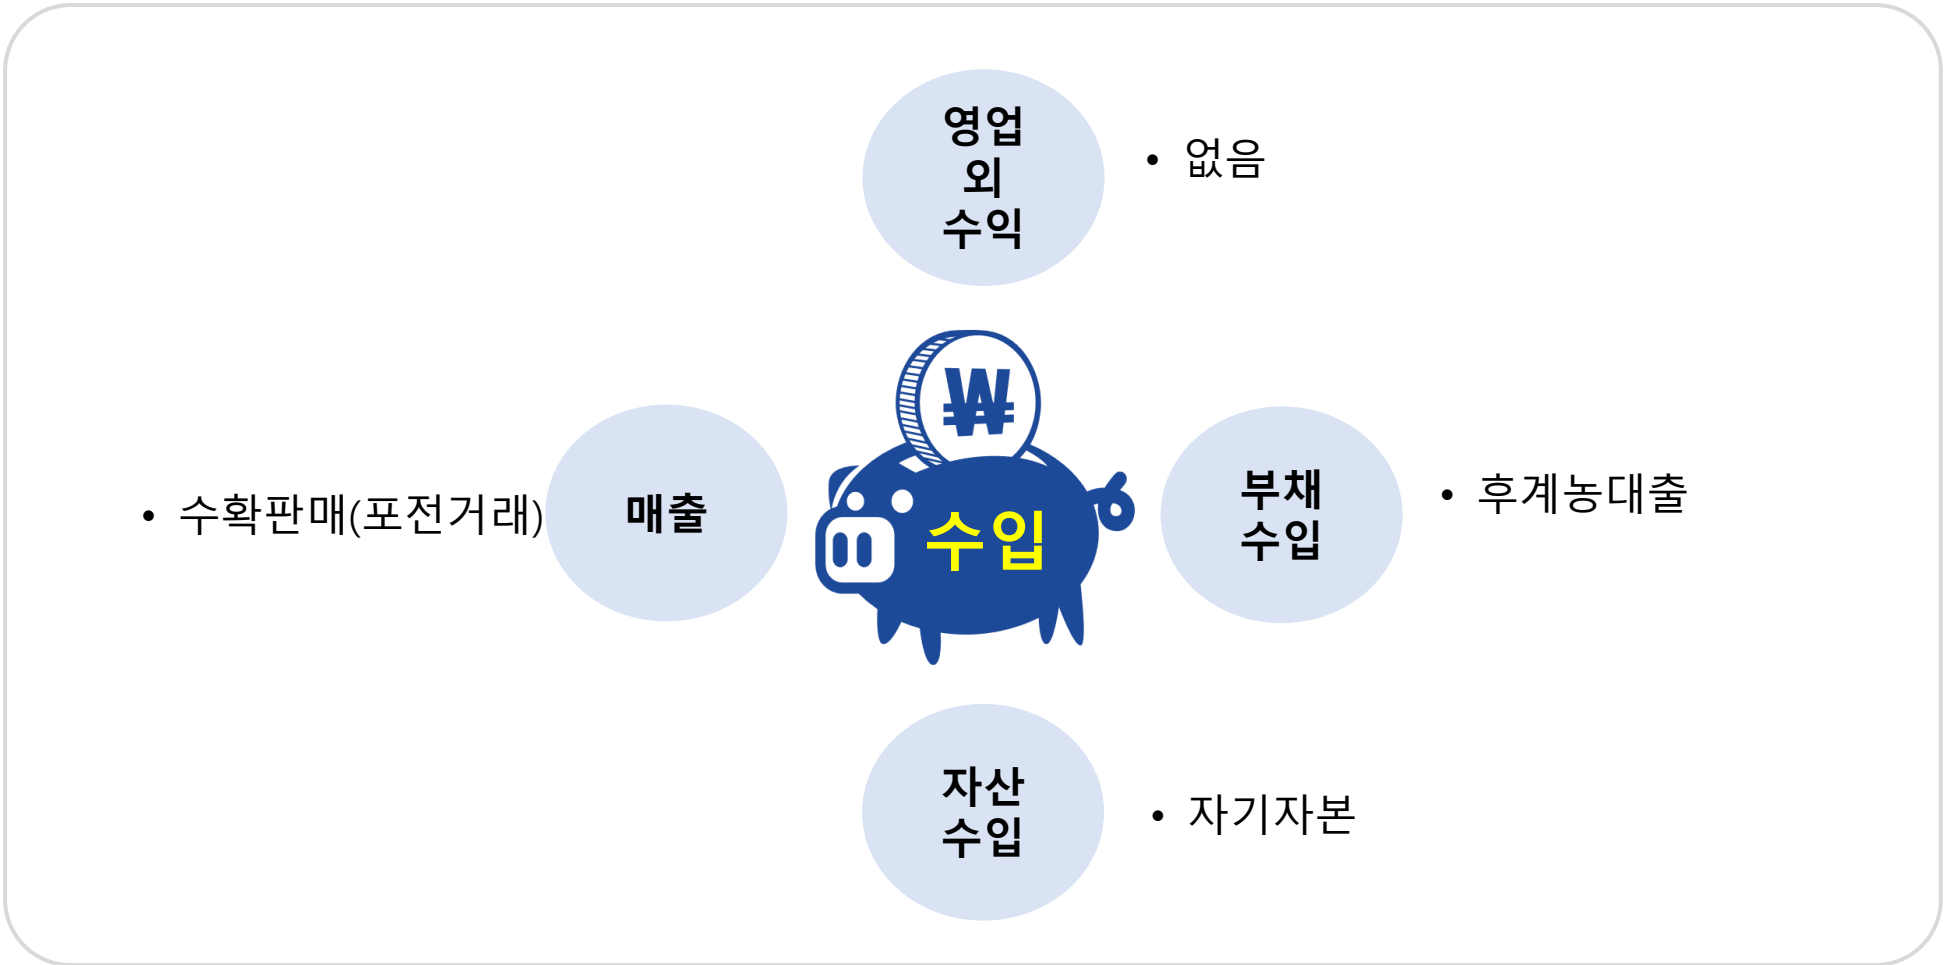 영업
외
수익
• 없음
₩
• 수확판매(포전거래)
매출
수입
부채
수입
• 후계농대출
자산
수입
• 자기자본